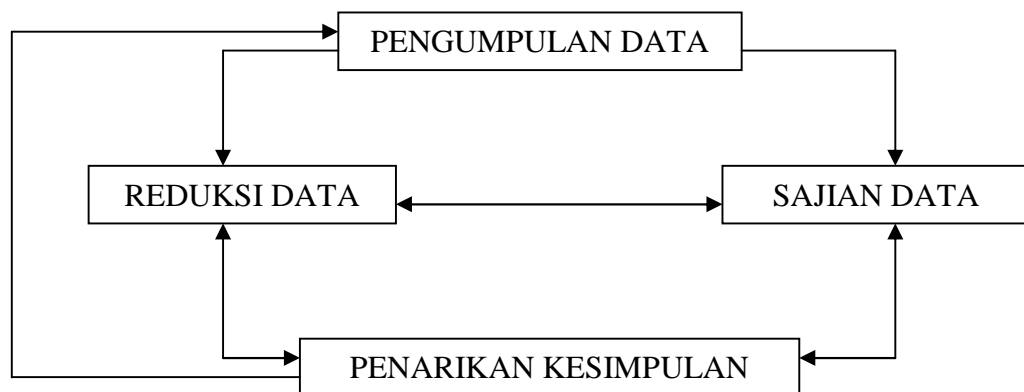 PENGUMPULAN DATA
REDUKSI DATA
SAJIAN DATA
PENARIKAN KESIMPULAN